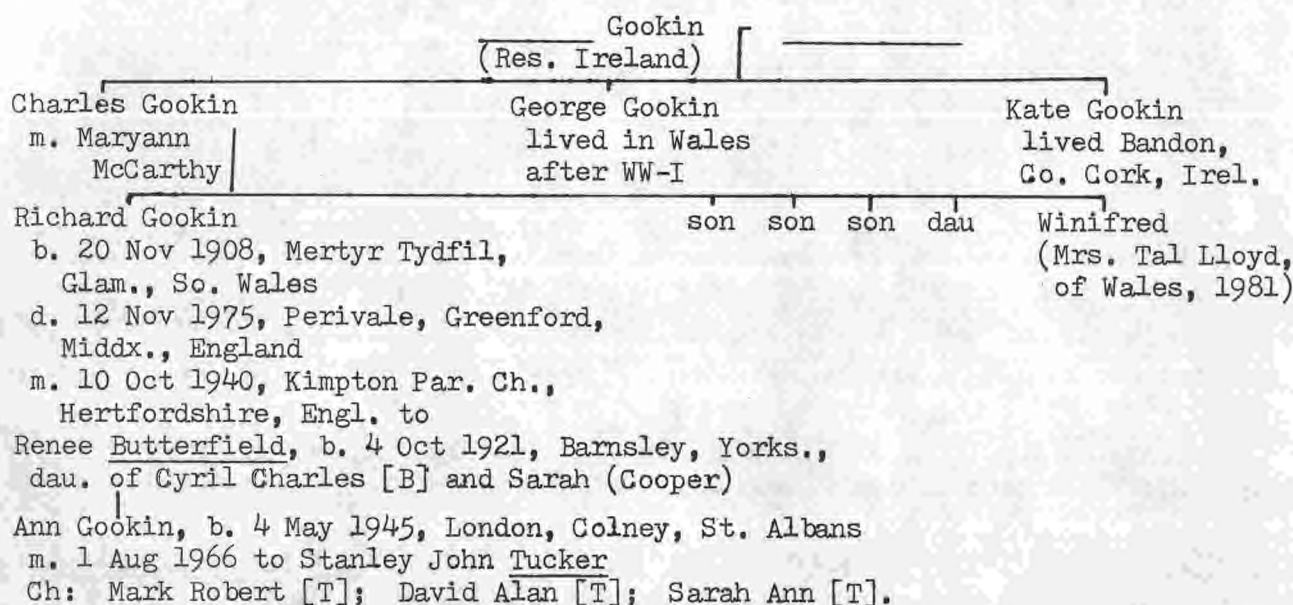 Gookin
(Res. Ireland)
Charles Gookin
m. Maryann
McCarthy
George Gookin
lived in Wales
after WW-I
Kate Gookin
lived Bandon,
Co. Cork, Irel.
Richard Gookin
b. 20 Nov 1908, Mertyr Tydfil,
Glam., So. Wales
d. 12 Nov 1975, Perivale, Greenford,
Middx., England
m. 10 Oct 1940, Kimpton Par. Ch.,
Hertfordshire, Engl. to
Renee Butterfield, b. 4 Oct 1921, Barnsley, Yorks.,
dau. of Cyril Charles [B] and Sarah (Cooper)
son son son dau
Winifred
(Mrs. Tal Lloyd,
of Wales, 1981)
Ann Gookin, b. 4 May 1945, London, Colney, St. Albans
m. 1 Aug 1966 to Stanley John Tucker
Ch: Mark Robert [T]; David Alan [T]; Sarah Ann [T].